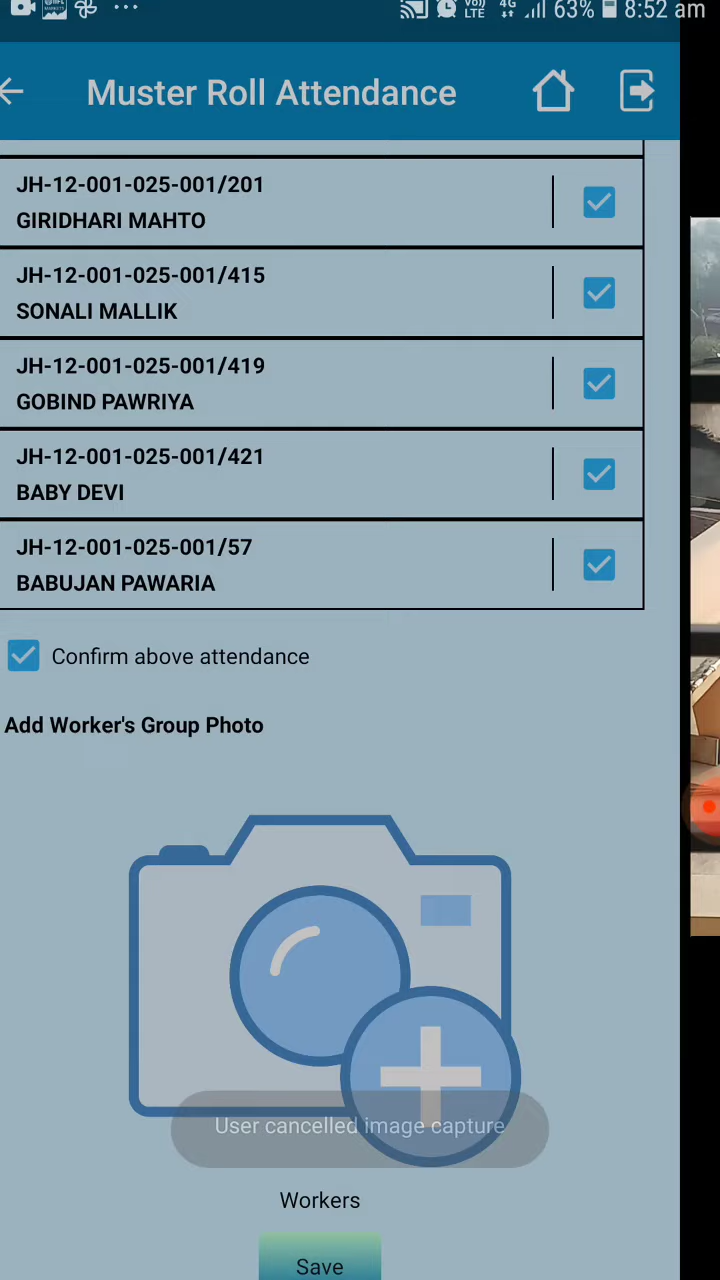 Voj)
LTE
4G
63%
8:52 am
Muster Roll Attendance
JH-12-001-025-001/201
GIRIDHARI MAHTO
JH-12-001-025-001/415
SONALI MALLIK
JH-12-001-025-001/419
GOBIND PAWRIYA
JH-12-001-025-001/421
BABY DEVI
JH-12-001-025-001/57
BABUJAN PAWARIA
Confirm above attendance
Add Worker's Group Photo
User cancelled image capture
Workers
Save